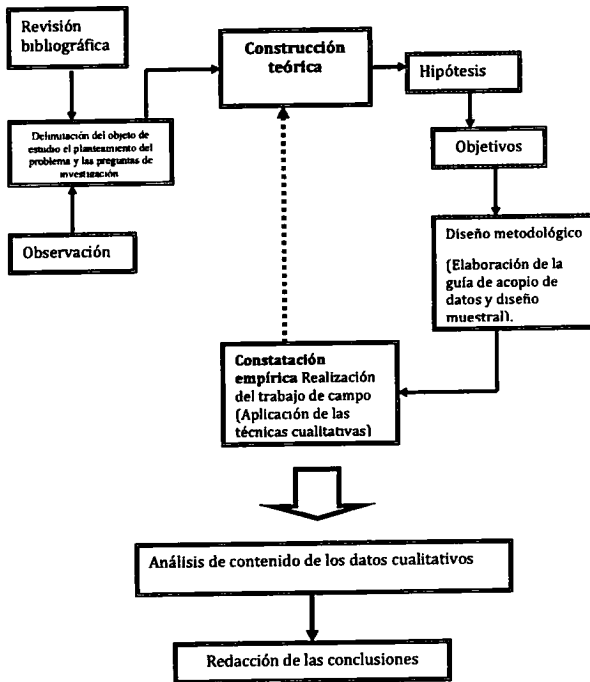 Revisión
bibliográfica
Delimitación del objeto de
estudio el planteamiento del
problema y las preguntas de
investigación
Observación
Construcción
teórica
Hipótesis
Objetivos
Diseño metodológico
(Elaboración de la
guía de acopio de
datos y diseño
muestral).
Constatación
empírica Realización
del trabajo de campo
(Aplicación de las
técnicas cualitativas)
Análisis de contenido de los datos cualitativos
Redacción de las conclusiones